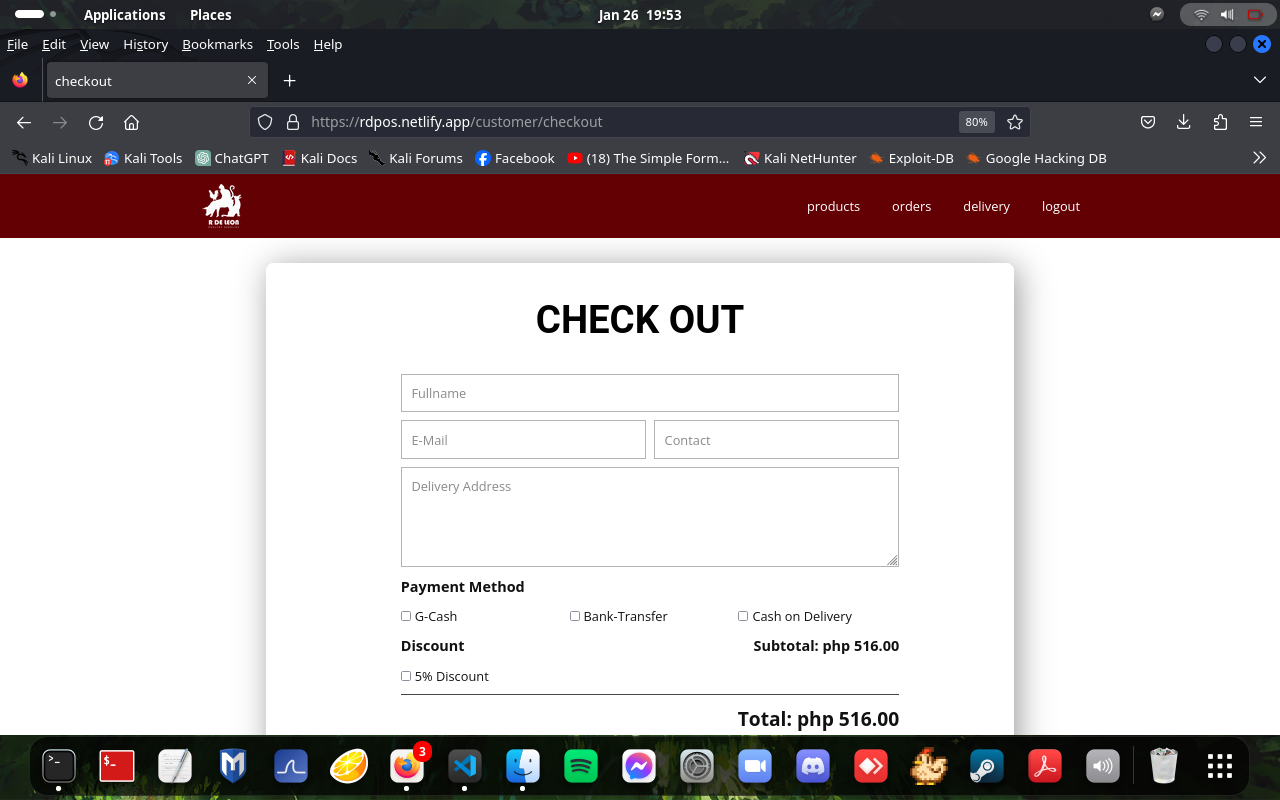 Applications Places Jan 26 19:53
File Edit View History Bookmarks Tools Help
checkout
https://rdpos.netlify.app/customer/checkout 80%
Kali Linux Kali Tools ChatGPT Kali Docs Kali Forums Facebook (18) The Simple Form... Kali NetHunter Exploit-DB Google Hacking DB
R DE LEON
products orders delivery logout
CHECK OUT
Fullname
E-Mail Contact
Delivery Address
Payment Method
G-Cash Bank-Transfer Cash on Delivery
Discount Subtotal: php 516.00
5% Discount
Total: php 516.00
3